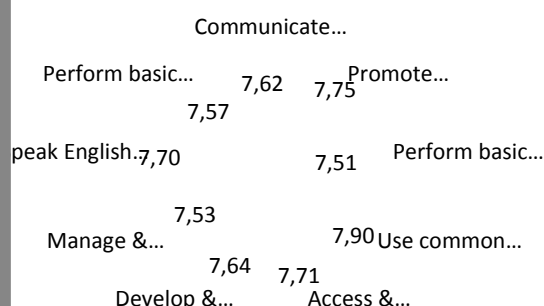 Communicate…
Perform basic… 7,62 7,75 Promote…
7,57
peak English… 7,70 7,51 Perform basic…
7,53
Manage &… 7,90 Use common…
7,64 7,71
Develop &… Access &…